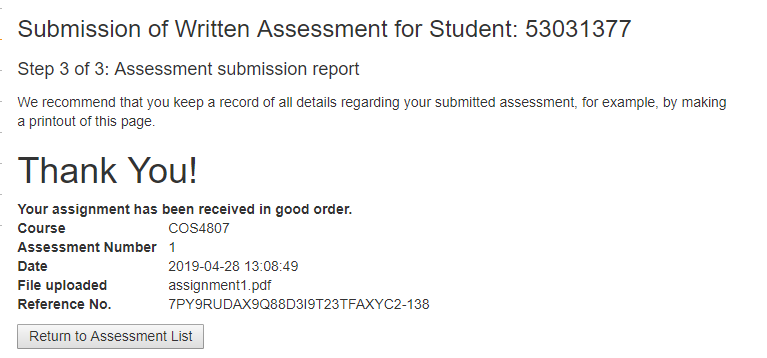 Submission of Written Assessment for Student: 53031377
Step 3 of 3: Assessment submission report
We recommend that you keep a record of all details regarding your submitted assessment, for example, by making
a printout of this page.
Thank You!
Your assignment has been received in good order.
Course COS4807
Assessment Number 1
Date 2019-04-28 13:08:49
File uploaded assignment1.pdf
Reference No. 7PY9RUDAX9Q88D3I9T23TFAXYC2-138
Return to Assessment List